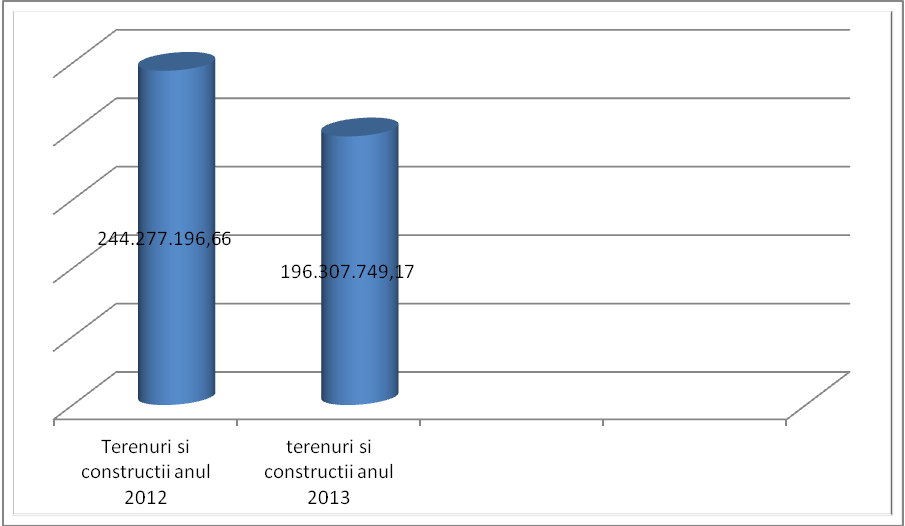 244.277.196,66
196.307.749,17
Terenuri si
constructii anul
2012
terenuri si
constructii anul
2013